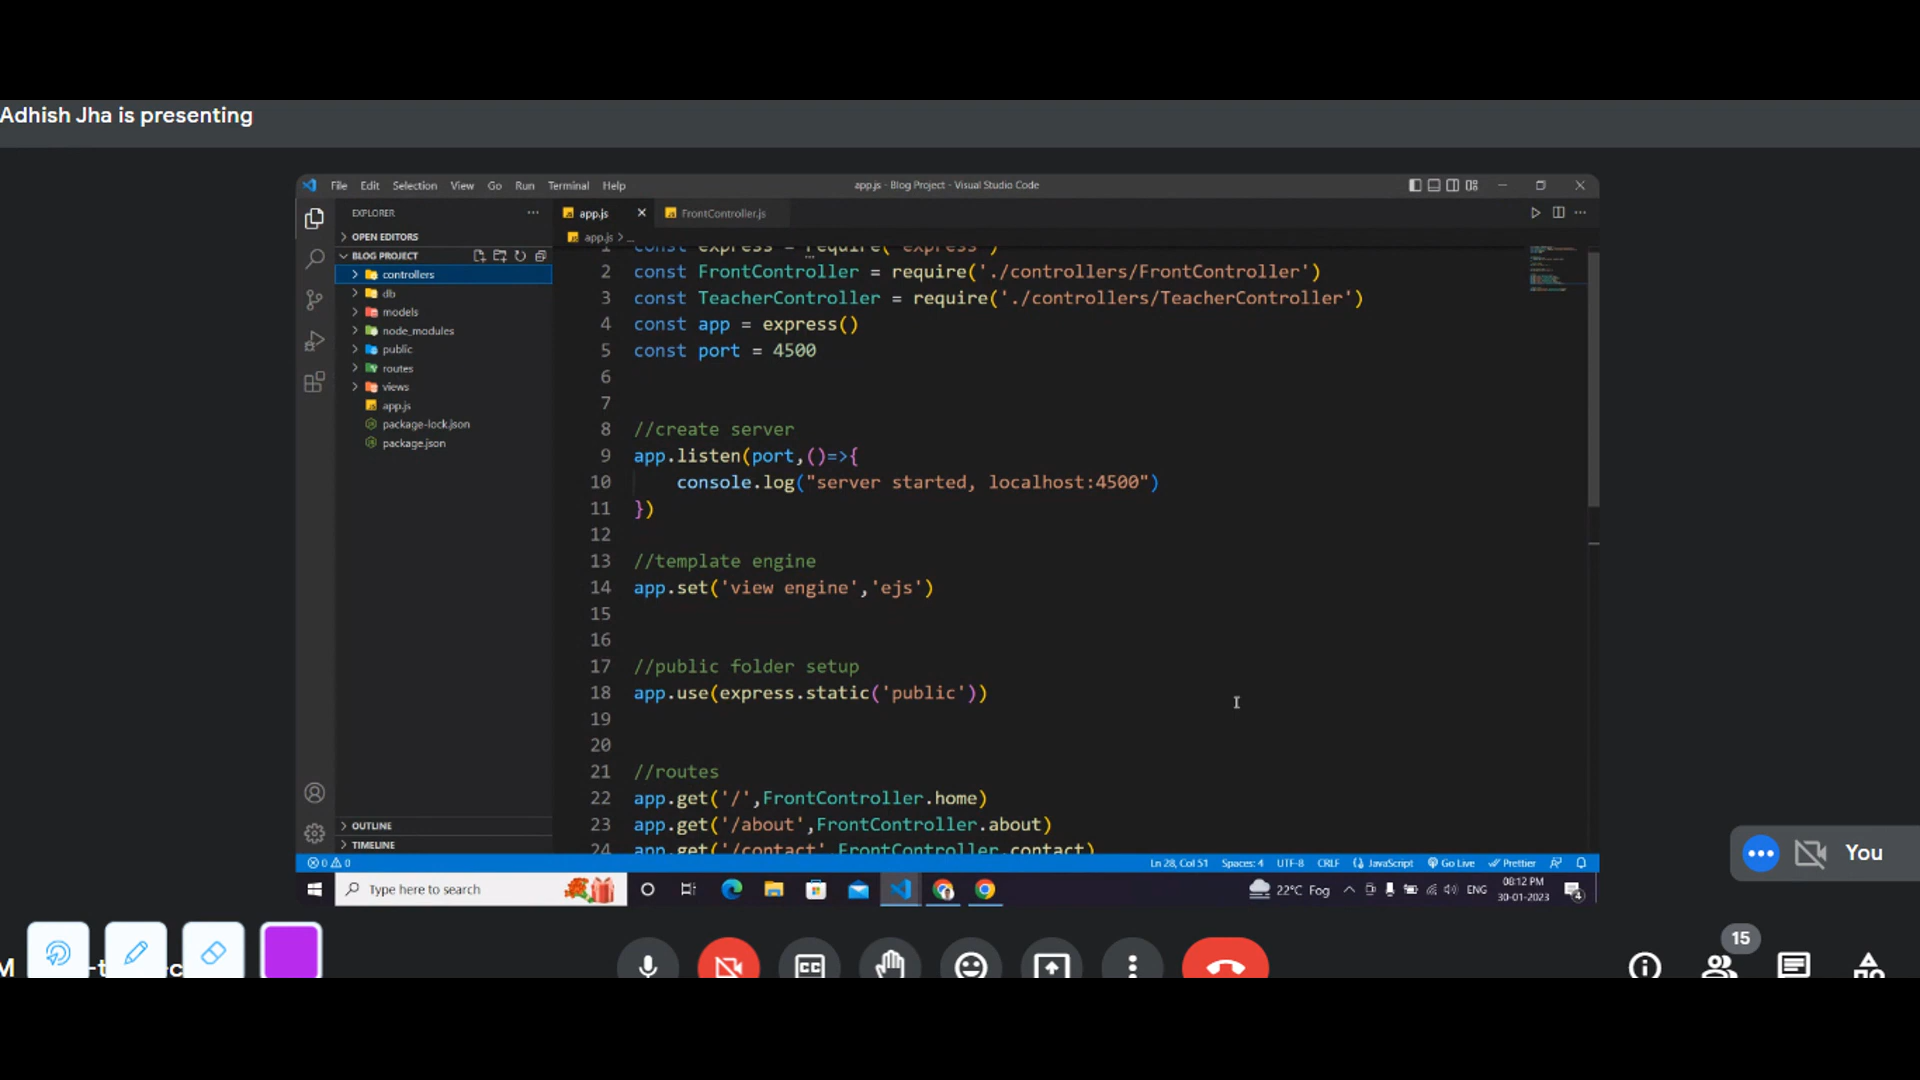 Adhish Jha is presenting
File Edit Selection View Go Run Terminal Help
app.js - Blog Project - Visual Studio Code
EXPLORER
OPEN EDITORS
BLOG PROJECT
controllers
db
models
node_modules
public
routes
views
app.js
package-lock.json
package.json
OUTLINE
TIMELINE
app.js FrontController.js
app.js > ...
1 const express = require('express')
2 const FrontController = require('./controllers/FrontController')
3 const TeacherController = require('./controllers/TeacherController')
4 const app = express()
5 const port = 4500
6
7
8 //create server
9 app.listen(port,()=>{
10 console.log("server started, localhost:4500")
11 })
12
13 //template engine
14 app.set('view engine','ejs')
15
16
17 //public folder setup
18 app.use(express.static('public'))
19
20
21 //routes
22 app.get('/',FrontController.home)
23 app.get('/about',FrontController.about)
24 app.get('/contact',FrontController.contact)
0 0
Ln 28, Col 51 Spaces: 4 UTF-8 CRLF JavaScript Go Live Prettier
Type here to search
22°C Fog ENG
08:12 PM
30-01-2023
4
You
15
CC